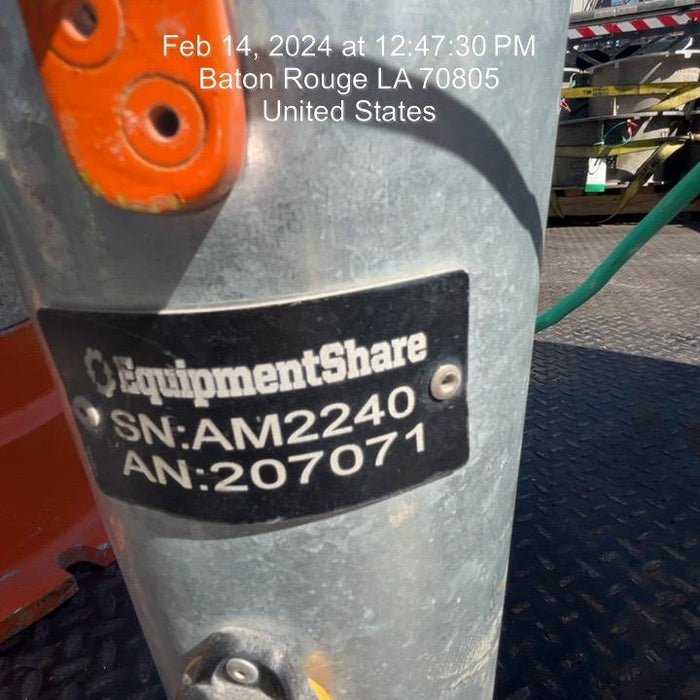 Feb 14, 2024 at 12:47:30 PM
Baton Rouge LA 70805
United States
EquipmentShare
SN:AM2240
AN:207071